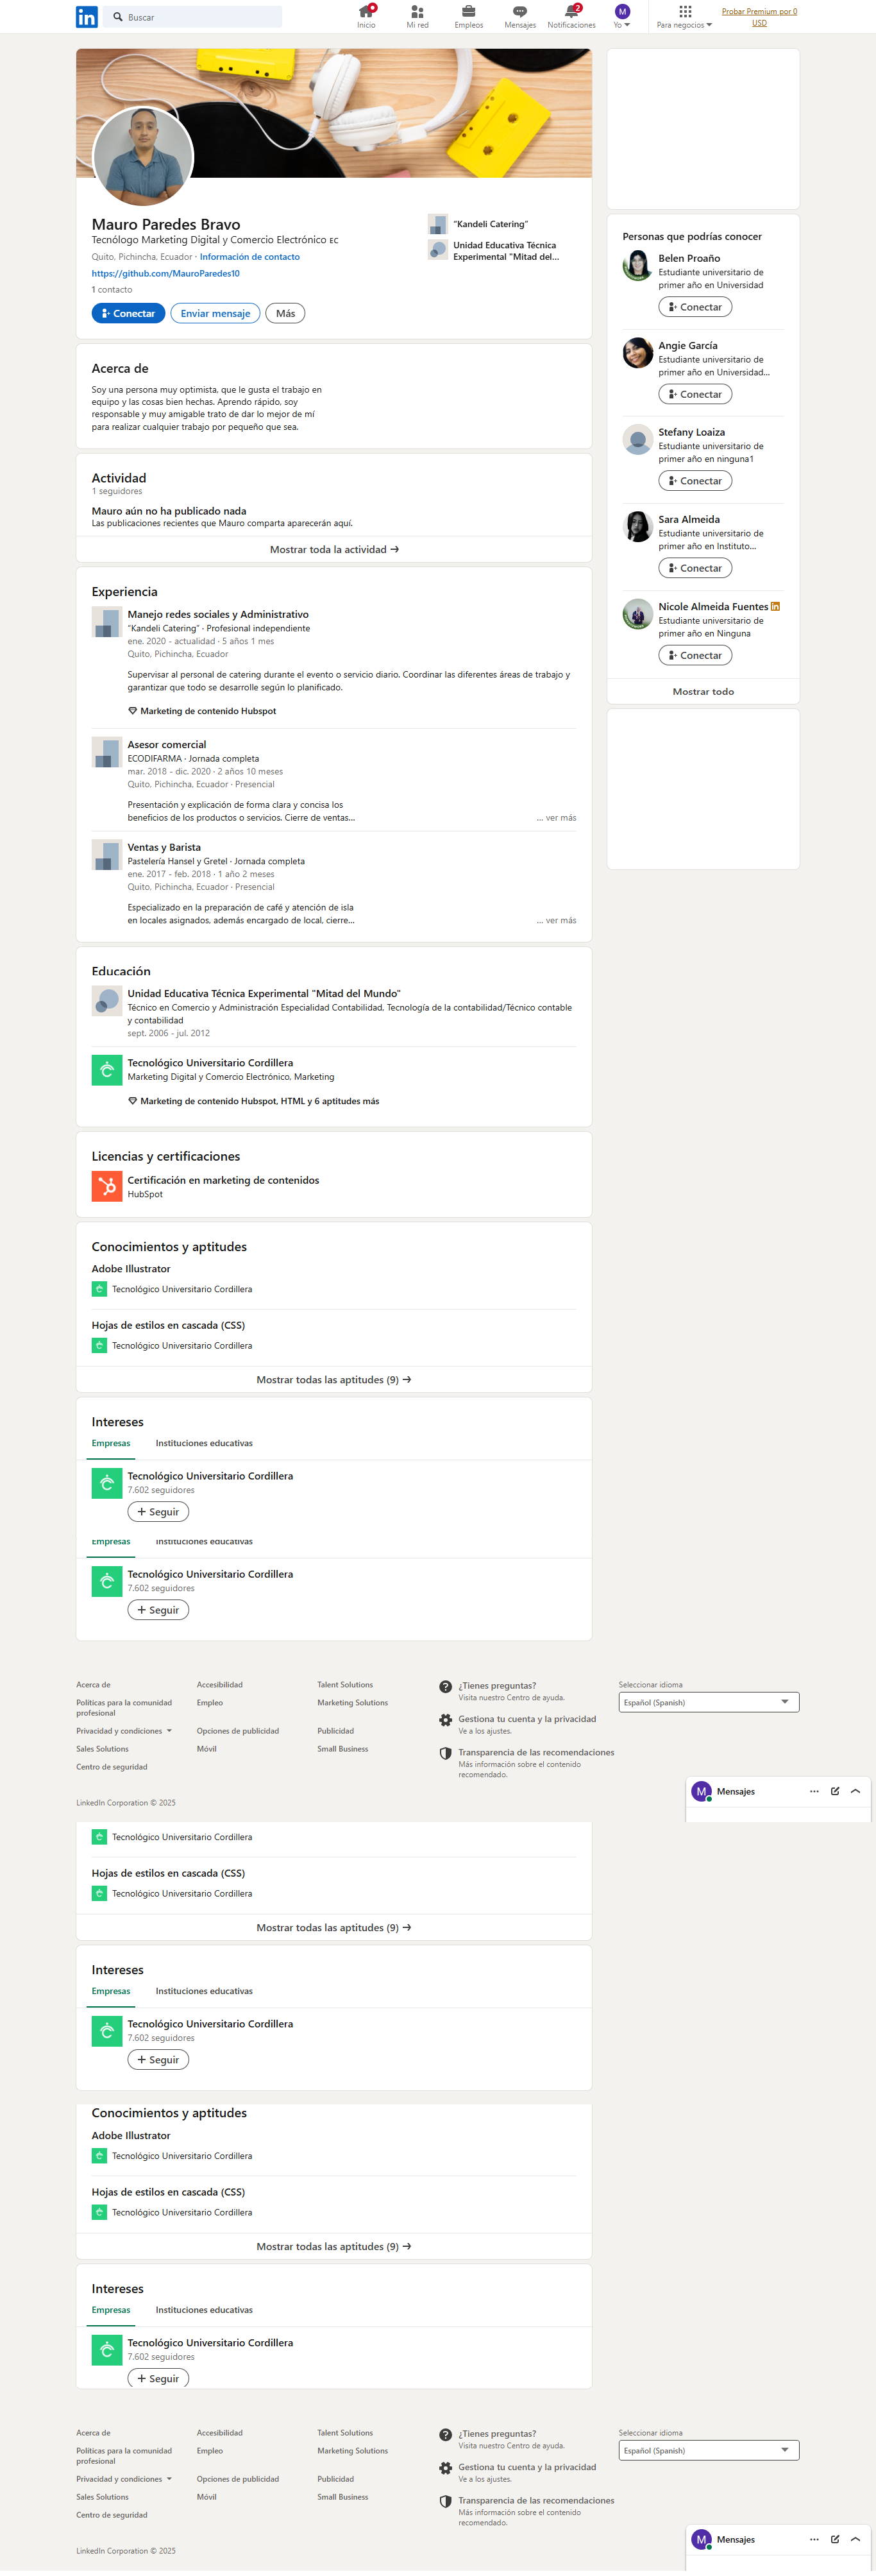 in
Buscar
Inicio
Mi red
Empleos
Mensajes
2
Notificaciones
M
Yo
Para negocios
Probar Premium por 0
USD
Mauro Paredes Bravo
Tecnólogo Marketing Digital y Comercio Electrónico EC
Quito, Pichincha, Ecuador · Información de contacto
https://github.com/MauroParedes10
1 contacto
"Kandeli Catering"
Unidad Educativa Técnica
Experimental "Mitad del...
Conectar
Enviar mensaje
Más
Acerca de
Soy una persona muy optimista, que le gusta el trabajo en
equipo y las cosas bien hechas. Aprendo rápido, soy
responsable y muy amigable trato de dar lo mejor de mí
para realizar cualquier trabajo por pequeño que sea.
Actividad
1 seguidores
Mauro aún no ha publicado nada
Las publicaciones recientes que Mauro comparta aparecerán aquí.
Mostrar toda la actividad →
Experiencia
Manejo redes sociales y Administrativo
"Kandeli Catering" · Profesional independiente
ene. 2020 - actualidad · 5 años 1 mes
Quito, Pichincha, Ecuador
Supervisar al personal de catering durante el evento o servicio diario. Coordinar las diferentes áreas de trabajo y
garantizar que todo se desarrolle según lo planificado.
Marketing de contenido Hubspot
Asesor comercial
ECODIFARMA · Jornada completa
mar. 2018 - dic. 2020 · 2 años 10 meses
Quito, Pichincha, Ecuador · Presencial
Presentación y explicación de forma clara y concisa los
beneficios de los productos o servicios. Cierre de ventas...
... ver más
Ventas y Barista
Pastelería Hansel y Gretel · Jornada completa
ene. 2017 - feb. 2018 · 1 año 2 meses
Quito, Pichincha, Ecuador · Presencial
Especializado en la preparación de café y atención de isla
en locales asignados, además encargado de local, cierre...
... ver más
Educación
Unidad Educativa Técnica Experimental "Mitad del Mundo"
Técnico en Comercio y Administración Especialidad Contabilidad, Tecnología de la contabilidad/Técnico contable
y contabilidad
sept. 2006 - jul. 2012
Tecnológico Universitario Cordillera
Marketing Digital y Comercio Electrónico, Marketing
Marketing de contenido Hubspot, HTML y 6 aptitudes más
Licencias y certificaciones
Certificación en marketing de contenidos
HubSpot
Conocimientos y aptitudes
Adobe Illustrator
Tecnológico Universitario Cordillera
Hojas de estilos en cascada (CSS)
Tecnológico Universitario Cordillera
Mostrar todas las aptitudes (9) →
Intereses
Empresas
Instituciones educativas
Tecnológico Universitario Cordillera
7.602 seguidores
+ Seguir
Empresas
Instituciones educativas
Tecnológico Universitario Cordillera
7.602 seguidores
+ Seguir
Personas que podrías conocer
Belen Proaño
Estudiante universitario de
primer año en Universidad
Conectar
Angie García
Estudiante universitario de
primer año en Universidad...
Conectar
Stefany Loaiza
Estudiante universitario de
primer año en ninguna1
Conectar
Sara Almeida
Estudiante universitario de
primer año en Instituto...
Conectar
Nicole Almeida Fuentes in
Estudiante universitario de
primer año en Ninguna
Conectar
Mostrar todo
Acerca de
Accesibilidad
Talent Solutions
Políticas para la comunidad
profesional
Empleo
Marketing Solutions
Privacidad y condiciones
Opciones de publicidad
Publicidad
Sales Solutions
Móvil
Small Business
Centro de seguridad
¿Tienes preguntas?
Visita nuestro Centro de ayuda.
Gestiona tu cuenta y la privacidad
Ve a los ajustes.
Transparencia de las recomendaciones
Más información sobre el contenido
recomendado.
Seleccionar idioma
Español (Spanish)
LinkedIn Corporation © 2025
M
Mensajes
Tecnológico Universitario Cordillera
Hojas de estilos en cascada (CSS)
Tecnológico Universitario Cordillera
Mostrar todas las aptitudes (9) →
Intereses
Empresas
Instituciones educativas
Tecnológico Universitario Cordillera
7.602 seguidores
+ Seguir
Conocimientos y aptitudes
Adobe Illustrator
Tecnológico Universitario Cordillera
Hojas de estilos en cascada (CSS)
Tecnológico Universitario Cordillera
Mostrar todas las aptitudes (9) →
Intereses
Empresas
Instituciones educativas
Tecnológico Universitario Cordillera
7.602 seguidores
+ Seguir
Acerca de
Accesibilidad
Talent Solutions
Políticas para la comunidad
profesional
Empleo
Marketing Solutions
Privacidad y condiciones
Opciones de publicidad
Publicidad
Sales Solutions
Móvil
Small Business
Centro de seguridad
¿Tienes preguntas?
Visita nuestro Centro de ayuda.
Gestiona tu cuenta y la privacidad
Ve a los ajustes.
Transparencia de las recomendaciones
Más información sobre el contenido
recomendado.
Seleccionar idioma
Español (Spanish)
LinkedIn Corporation © 2025
M
Mensajes